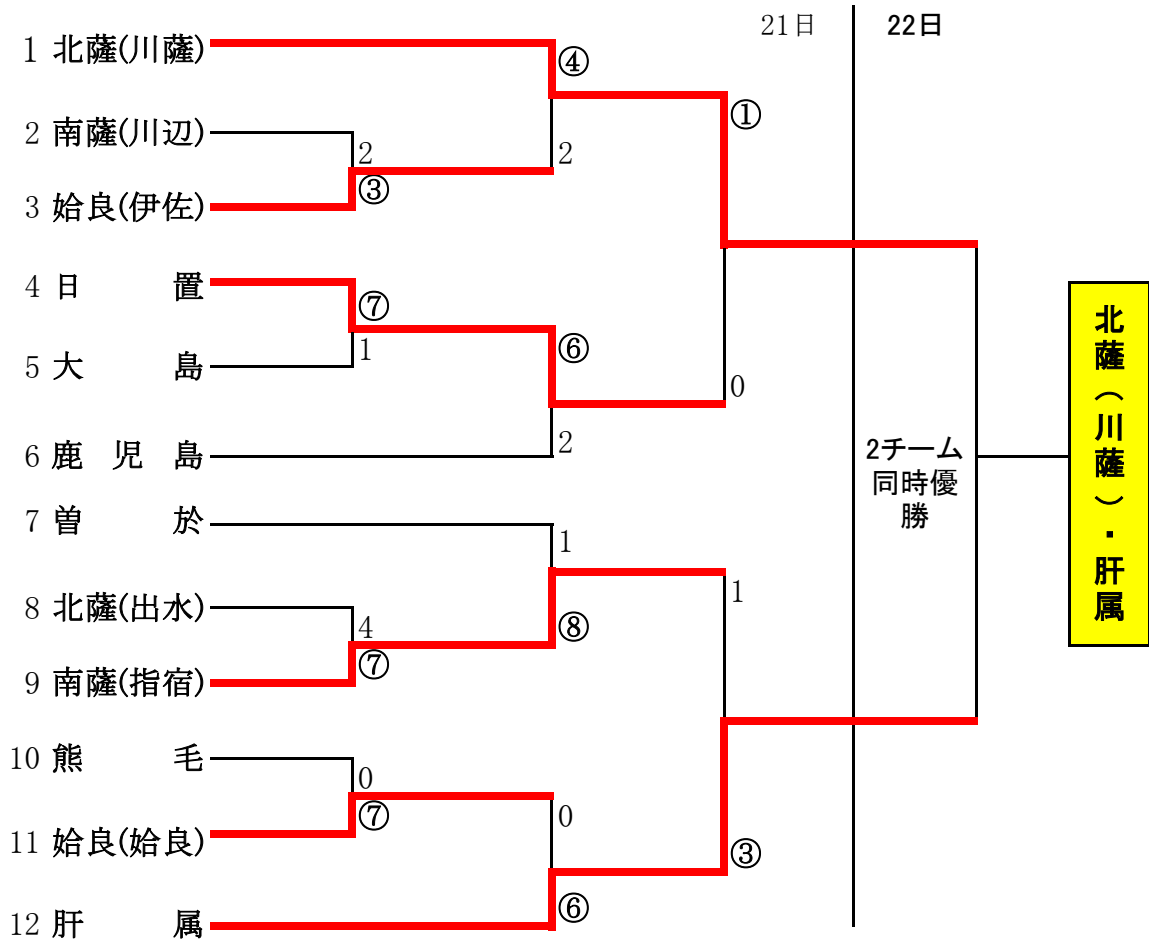 21日 22日
1 北薩(川薩)
④
①
2 南薩(川辺)
2
2
③
3 姶良(伊佐)
4 日 置
⑦
⑥
1
5 大 島
0
2
6 鹿 児 島
2チーム
同時優
勝
北薩(川薩)・肝属
7 曽 於
1
1
8 北薩(出水)
4
⑧
⑦
9 南薩(指宿)
10 熊 毛
0
⑦
0
11 姶良(姶良)
③
⑥
12 肝 属